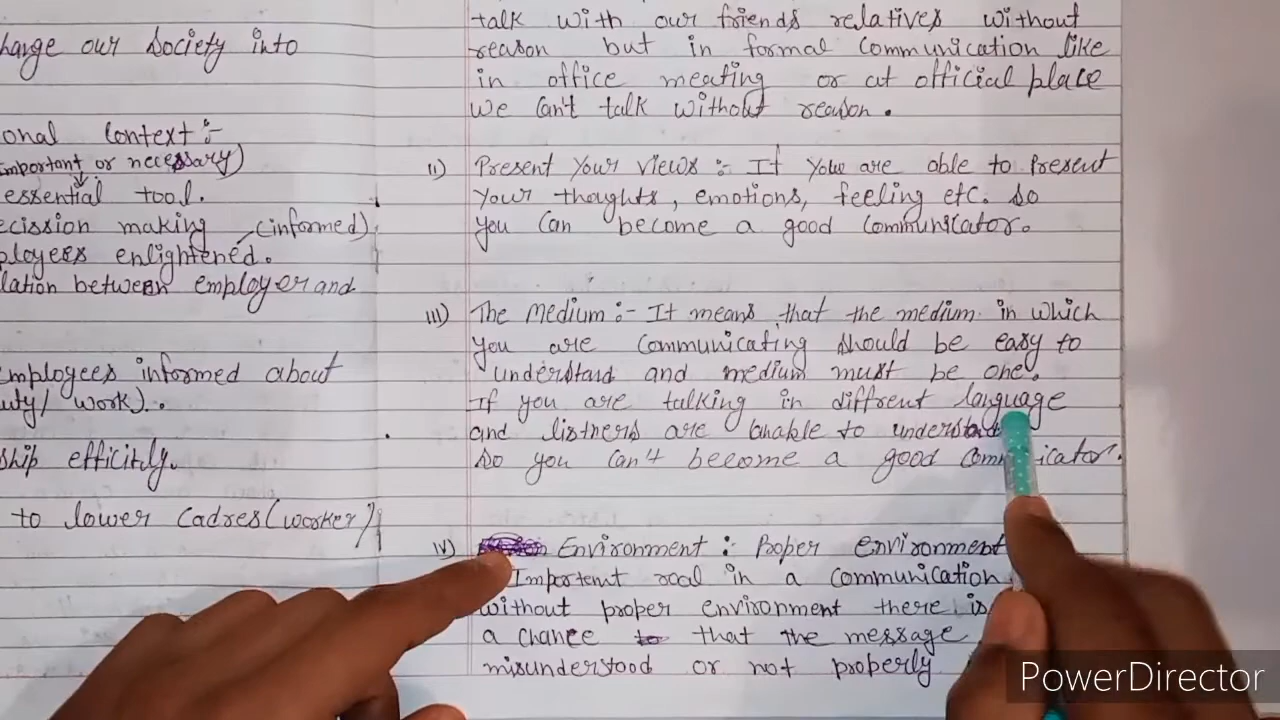 hange our society into
onal Context :-
important or necessary)
essential tool.
ecission making (informed)
ployees enlightened.
lation between employer and
Employees informed about
uty/ work).
ship efficitly.
to lower Cadres (worker)
talk with our friends relatives without
reason but in formal communication like
in office meating or at official place
we can't talk without reason.
ii) Present Your views :- If you are able to Present
Your thoughts, emotions, feeling etc. So
you can become a good communicator.
iii) The Medium :- It means that the medium in which
you are communicating should be easy to
understand and medium must be one.
If you are talking in diffrent language
and listners are unable to understand
so you can't become a good comm icator.
iv) Environment :- Proper environment
Importent roal in a communication
without proper environment there is
a chance that the message
misunderstood or not properly
PowerDirector